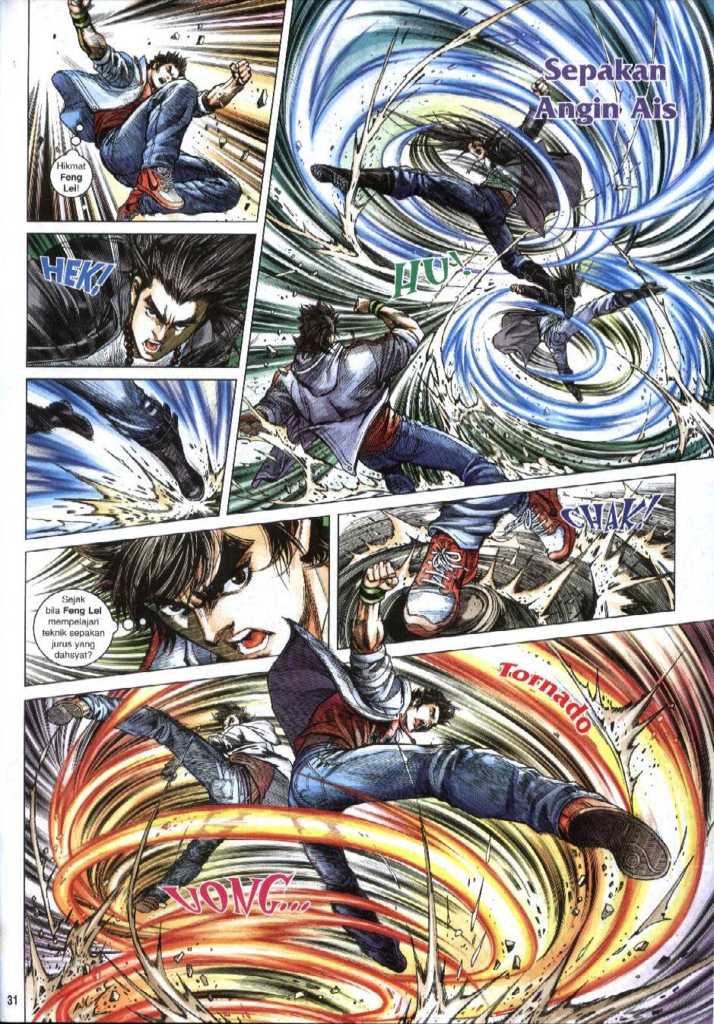 Hikmat
Feng
Lei!
Sepakan
Angin Ais
HEK!
HU!
Sejak
bila Feng Lei
mempelajari
teknik sepakan
jurus yang
dahsyat?
CHAK!
Tornado
VONG...
31